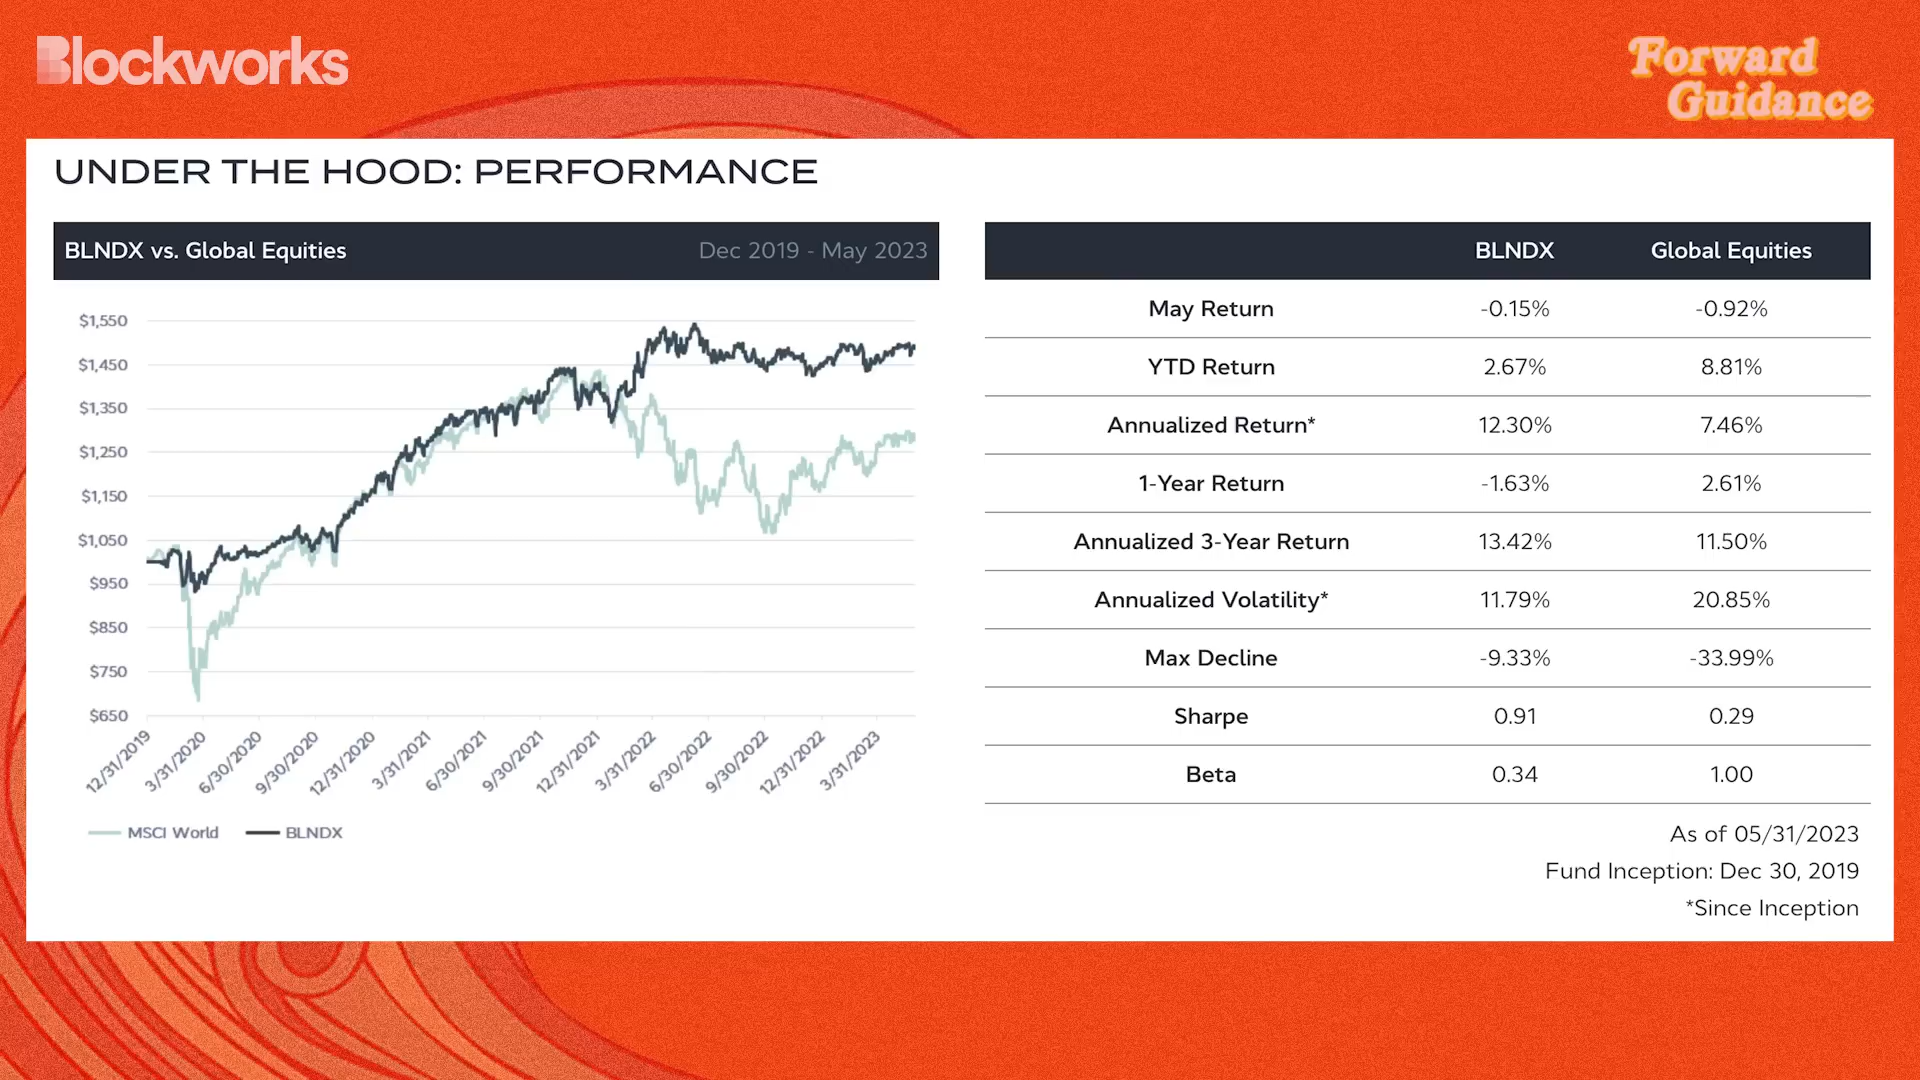 Blockworks
Forward
Guidance
UNDER THE HOOD: PERFORMANCE
BLNDX vs. Global Equities Dec 2019 - May 2023
$1,550
$1,450
$1,350
$1,250
$1,150
$1,050
$950
$850
$750
$650
12/31/2019 3/31/2020 6/30/2020 9/30/2020 12/31/2020 3/31/2021 6/30/2021 9/30/2021 12/31/2021 3/31/2022 6/30/2022 9/30/2022 12/31/2022 3/31/2023
MSCI World BLNDX
BLNDX Global Equities
May Return -0.15% -0.92%
YTD Return 2.67% 8.81%
Annualized Return* 12.30% 7.46%
1-Year Return -1.63% 2.61%
Annualized 3-Year Return 13.42% 11.50%
Annualized Volatility* 11.79% 20.85%
Max Decline -9.33% -33.99%
Sharpe 0.91 0.29
Beta 0.34 1.00
As of 05/31/2023
Fund Inception: Dec 30, 2019
*Since Inception